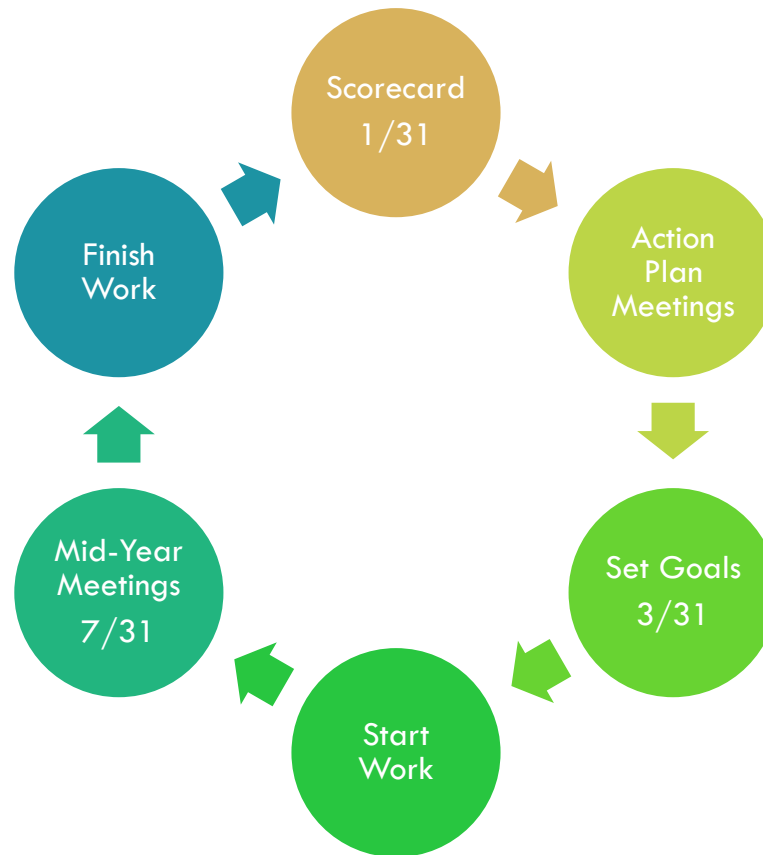 Scorecard
1/31
Action
Plan
Meetings
Set Goals
3/31
Start
Work
Mid-Year
Meetings
7/31
Finish
Work